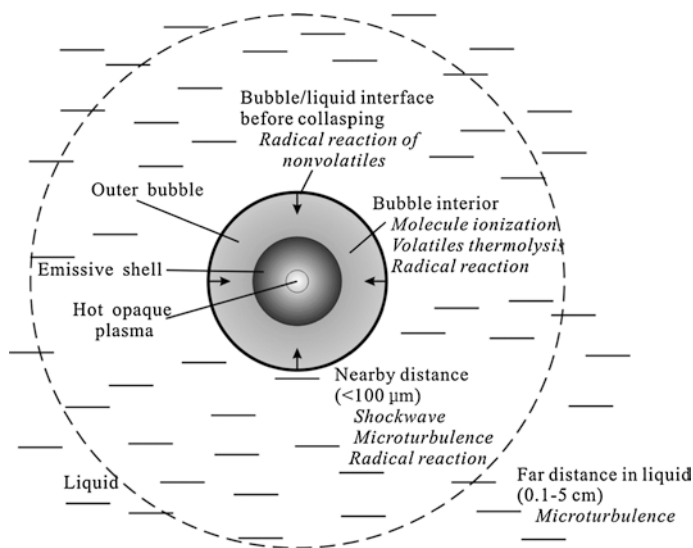 Bubble/liquid interface
before collasping
Radical reaction of
nonvolatiles
Outer bubble
Bubble interior
Molecule ionization
Volatiles thermolysis
Radical reaction
Emissive shell
Hot opaque
plasma
Nearby distance
(<100 µm)
Shockwave
Microturbulence
Radical reaction
Liquid
Far distance in liquid
(0.1-5 cm)
Microturbulence